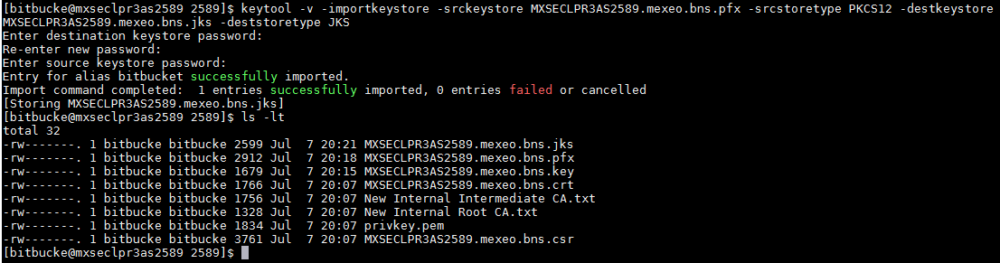 [bitbucke@mxseclpr3as2589 2589]$ keytool -v -importkeystore -srckeystore MXSECLPR3AS2589.mexeo.bns.pfx -srcstoretype PKCS12 -destkeystore
MXSECLPR3AS2589.mexeo.bns.jks -deststoretype JKS
Enter destination keystore password:
Re-enter new password:
Enter source keystore password:
Entry for alias bitbucket successfully imported.
Import command completed:  1 entries successfully imported, 0 entries failed or cancelled
[Storing MXSECLPR3AS2589.mexeo.bns.jks]
[bitbucke@mxseclpr3as2589 2589]$ ls -lt
total 32
-rw-------. 1 bitbucke bitbucke 2599 Jul  7 20:21 MXSECLPR3AS2589.mexeo.bns.jks
-rw-------. 1 bitbucke bitbucke 2912 Jul  7 20:18 MXSECLPR3AS2589.mexeo.bns.pfx
-rw-------. 1 bitbucke bitbucke 1679 Jul  7 20:15 MXSECLPR3AS2589.mexeo.bns.key
-rw-------. 1 bitbucke bitbucke 1766 Jul  7 20:07 MXSECLPR3AS2589.mexeo.bns.crt
-rw-------. 1 bitbucke bitbucke 1756 Jul  7 20:07 New Internal Intermediate CA.txt
-rw-------. 1 bitbucke bitbucke 1328 Jul  7 20:07 New Internal Root CA.txt
-rw-------. 1 bitbucke bitbucke 1834 Jul  7 20:07 privkey.pem
-rw-------. 1 bitbucke bitbucke 3761 Jul  7 20:07 MXSECLPR3AS2589.mexeo.bns.csr
[bitbucke@mxseclpr3as2589 2589]$